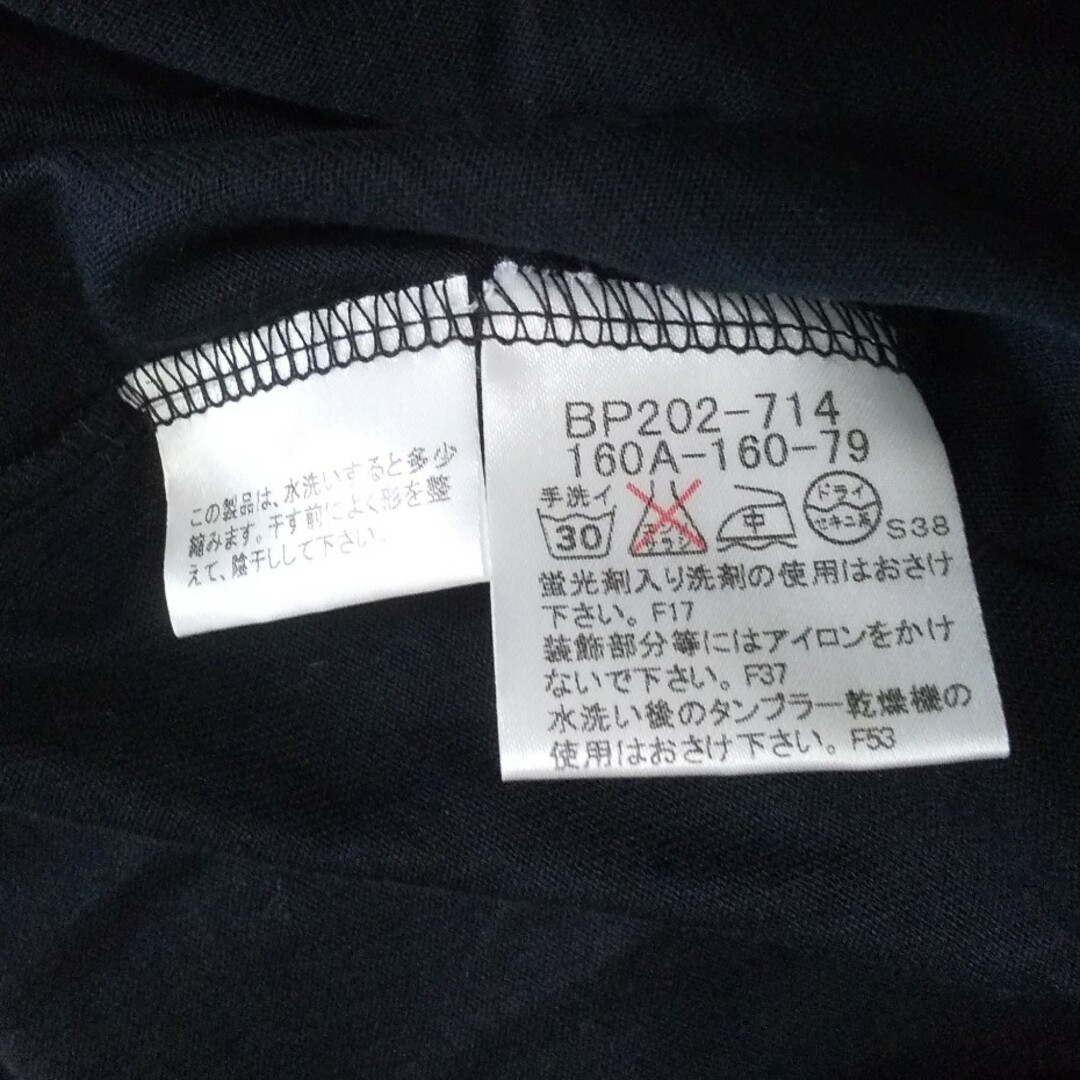 この製品は、水洗いすると多少
縮みます。干す前によく形を整
えて、陰干しして下さい。
BP202-714
160A-160-79
手洗イ
30
エンソ
サラシ
中
ドライ
セキユ系
S38
蛍光剤入り洗剤の使用はおさけ
下さい。F17
装飾部分等にはアイロンをかけ
ないで下さい。F37
水洗い後のタンブラー乾燥機の
使用はおさけ下さい。F53